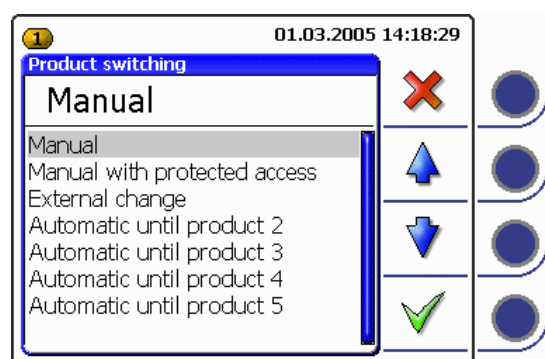 1
01.03.2005 14:18:29
Product switching
Manual
Manual
Manual with protected access
External change
Automatic until product 2
Automatic until product 3
Automatic until product 4
Automatic until product 5